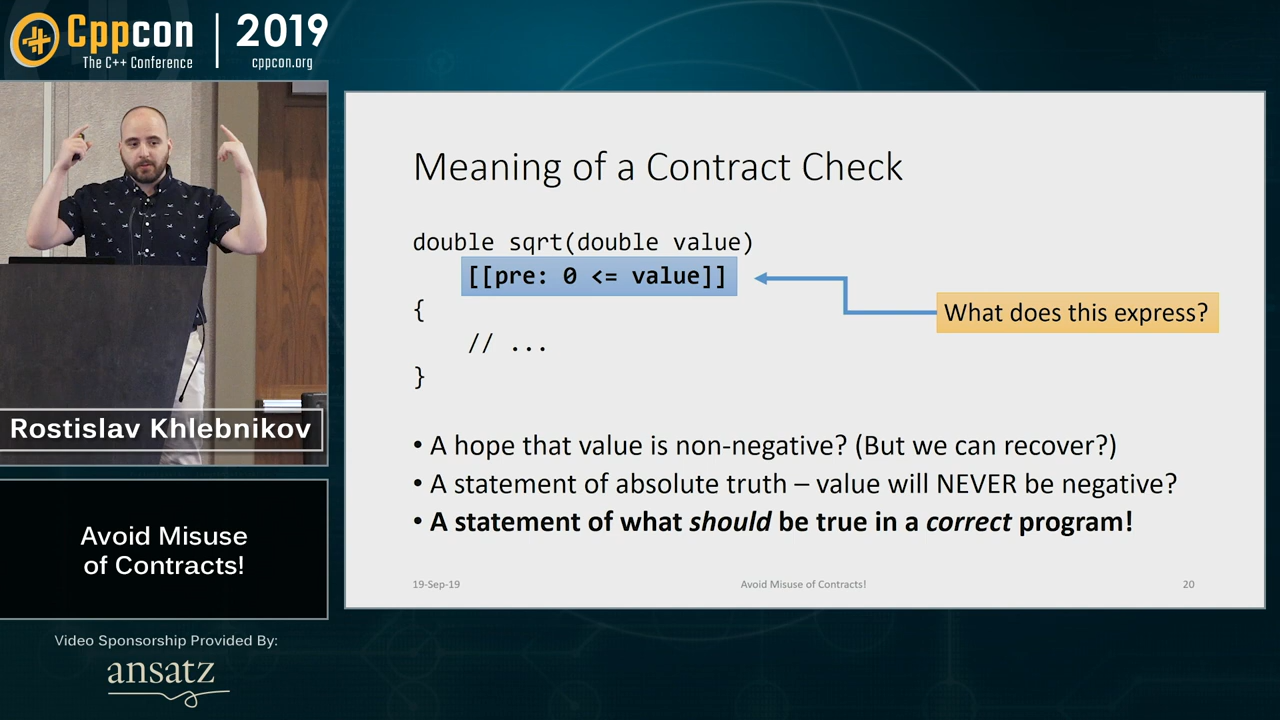 Cppcon
The C++ Conference
2019
cppcon.org
Rostislav Khlebnikov
Avoid Misuse
of Contracts!
Video Sponsorship Provided By:
ansatz
Meaning of a Contract Check
double sqrt(double value)
[[pre: 0 <= value]]
What does this express?
{
// ...
}
• A hope that value is non-negative? (But we can recover?)
• A statement of absolute truth – value will NEVER be negative?
• A statement of what should be true in a correct program!
19-Sep-19
Avoid Misuse of Contracts!
20